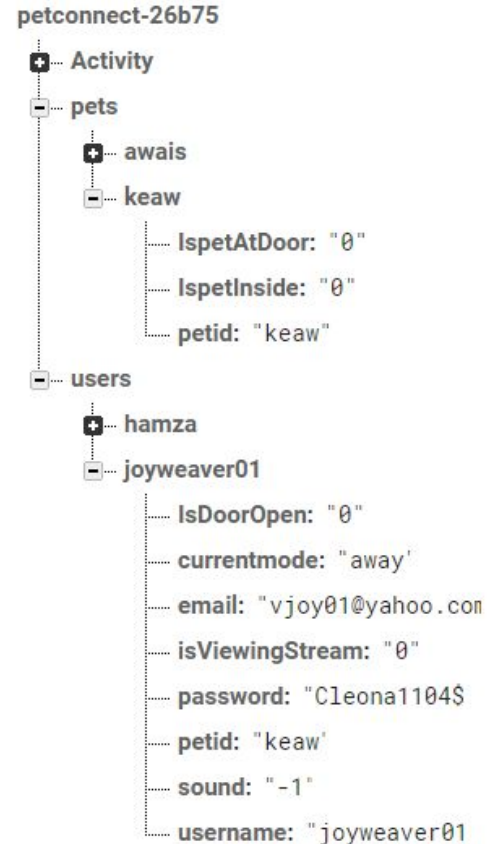 petconnect-26b75
Activity
pets
awais
keaw
IspetAtDoor: "0"
IspetInside: "0"
petid: "keaw"
users
hamza
joyweaver01
IsDoorOpen: "0"
currentmode: "away'
email: "vjoy01@yahoo.com
isViewingStream: "0"
password: "Cleona1104$
petid: "keaw'
sound: "-1"
username: "joyweaver01